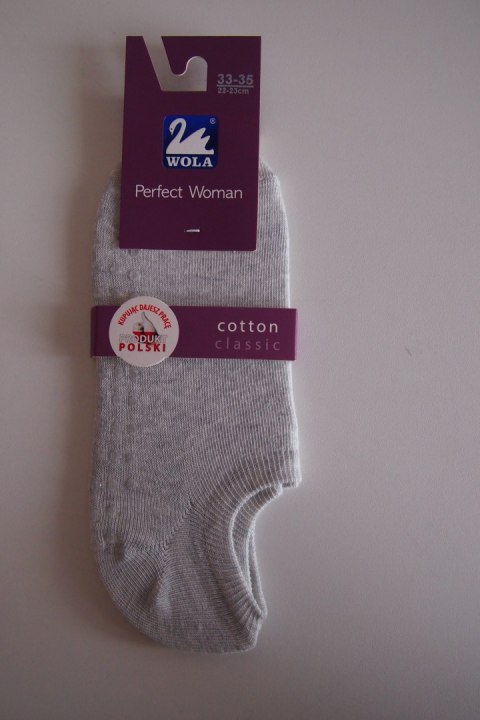 33-35
22-23cm
®
WOLA
Perfect Woman
KUPUJĄC DAJESZ PRACĘ
PRODUKT
POLSKI
cotton
classic